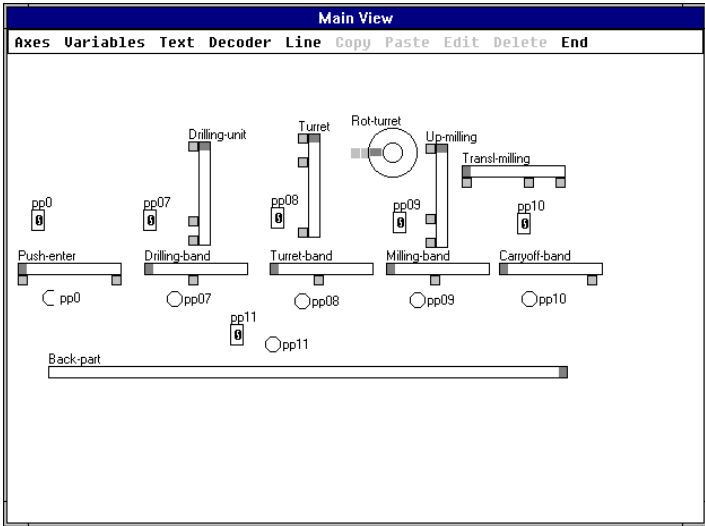 Main View
Axes Variables Text Decoder Line Copy Paste Edit Delete End
Drilling-unit
Turret
Rot-turret
Up-milling
Transl-milling
pp0
0
pp07
0
pp08
0
pp09
0
pp10
0
Push-enter
Drilling-band
Turret-band
Milling-band
Carryoff-band
pp0
pp07
pp08
pp09
pp10
pp11
0
pp11
Back-part